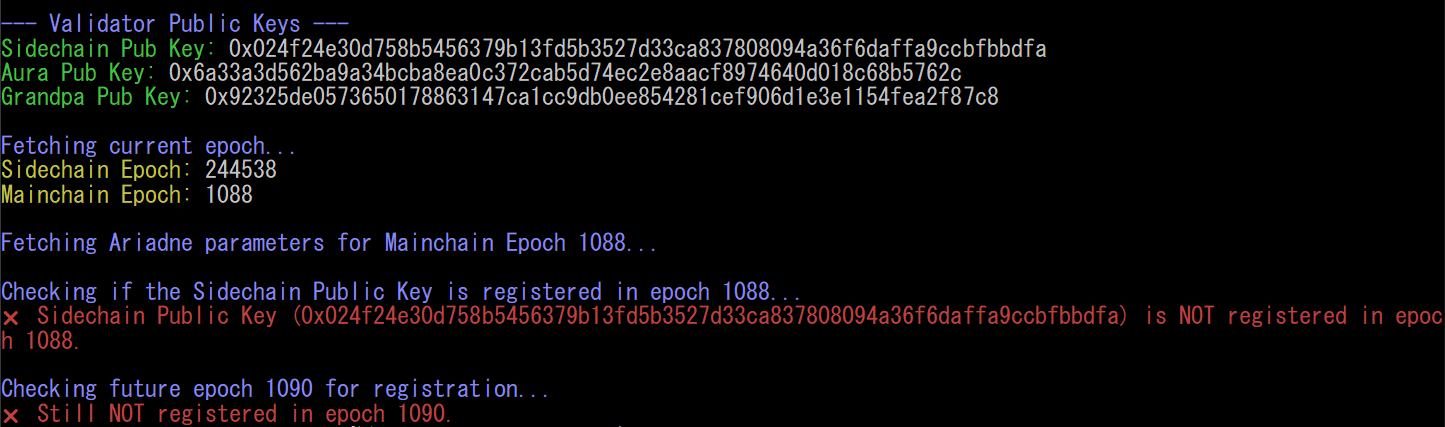 --- Validator Public Keys ---
Sidechain Pub Key: 0x024f24e30d758b5456379b13fd5b3527d33ca837808094a36f6daffa9ccbfbbdfa
Aura Pub Key: 0x6a33a3d562ba9a34bcba8ea0c372cab5d74ec2e8aacf8974640d018c68b5762c
Grandpa Pub Key: 0x92325de0573650178863147ca1cc9db0ee854281cef906d1e3e1154fea2f87c8
Fetching current epoch...
Sidechain Epoch: 244538
Mainchain Epoch: 1088
Fetching Ariadne parameters for Mainchain Epoch 1088...
Checking if the Sidechain Public Key is registered in epoch 1088...
❌ Sidechain Public Key (0x024f24e30d758b5456379b13fd5b3527d33ca837808094a36f6daffa9ccbfbbdfa) is NOT registered in epoc
h 1088.
Checking future epoch 1090 for registration...
❌ Still NOT registered in epoch 1090.